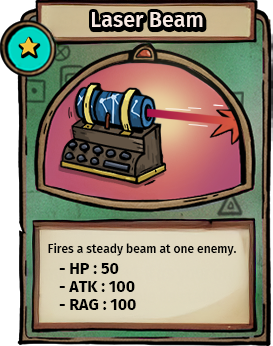 Laser Beam
Fires a steady beam at one enemy.
- HP : 50
- ATK : 100
- RAG : 100